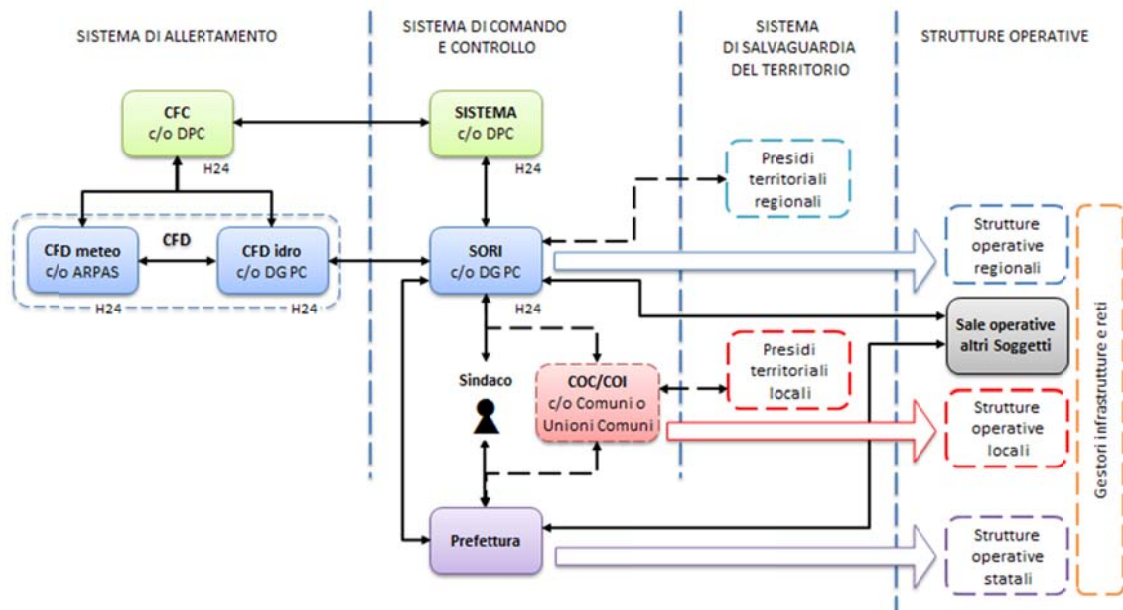 SISTEMA DI ALLERTAMENTO
SISTEMA DI COMANDO
E CONTROLLO
SISTEMA
DI SALVAGUARDIA
DEL TERRITORIO
STRUTTURE OPERATIVE
CFC
c/o DPC
H24
SISTEMA
c/o DPC
H24
Presidi
territoriali
regionali
CFD meteo
c/o ARPAS
H24
CFD
CFD idro
c/o DG PC
H24
SORI
c/o DG PC
H24
Strutture
operative
regionali
Sale operative
altri Soggetti
Sindaco
COC/COI
c/o Comuni o
Unioni Comuni
Presidi
territoriali
locali
Strutture
operative
locali
Prefettura
Strutture
operative
statali
Gestori infrastrutture e reti